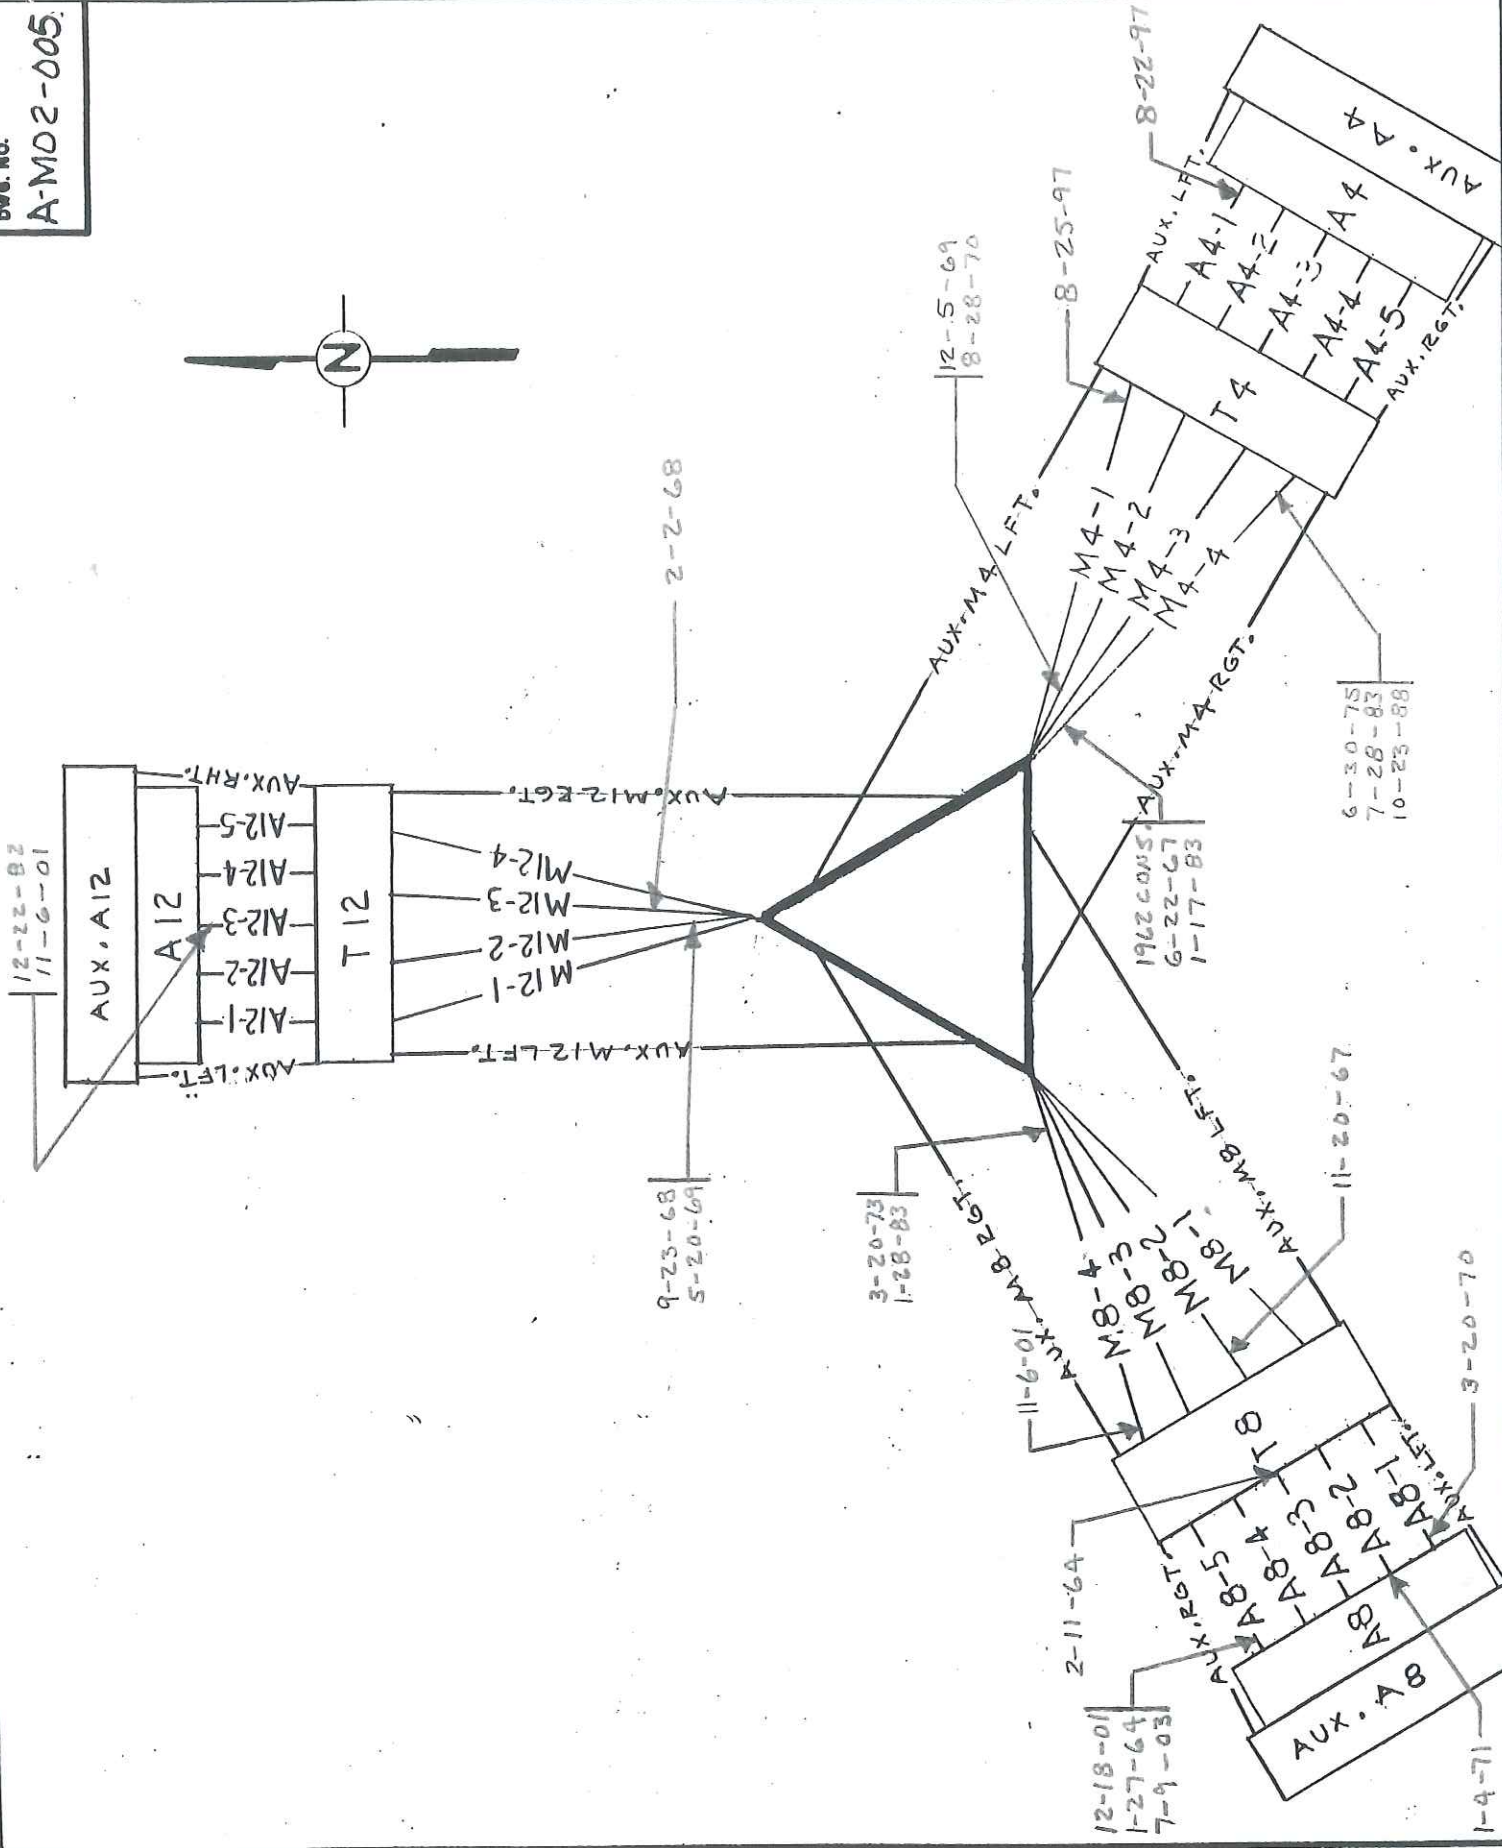 DWG. NO.
A-M02-005
N
12-22-82
11-6-01
AUX. A12
A12
AUX. LFT.
A12-1
A12-2
A12-3
A12-4
A12-5
AUX. RHT.
T12
AUX. M12 LFT.
M12-1
M12-2
M12-3
M12-4
AUX. M12 RGT.
2-2-68
9-23-68
5-20-69
3-20-73
1-28-83
12-5-69
8-28-70
8-25-97
8-22-97
AUX. M4 LFT.
M4-1
M4-2
M4-3
M4-4
AUX. M4 RGT.
T4
AUX. LFT.
A4-1
A4-2
A4-3
A4-4
A4-5
AUX. RGT.
A4
AUX. A4
1962 CONS.
6-22-67
1-17-83
6-30-75
7-28-83
10-23-88
AUX. M8 RGT.
M8-4
M8-3
M8-2
M8-1
AUX. M8 LFT.
11-6-01
11-20-67
T8
2-11-64
AUX. RGT.
A8-5
A8-4
A8-3
A8-2
A8-1
AUX. LFT.
A8
AUX. A8
12-18-01
1-27-64
7-9-03
3-20-70
1-4-71